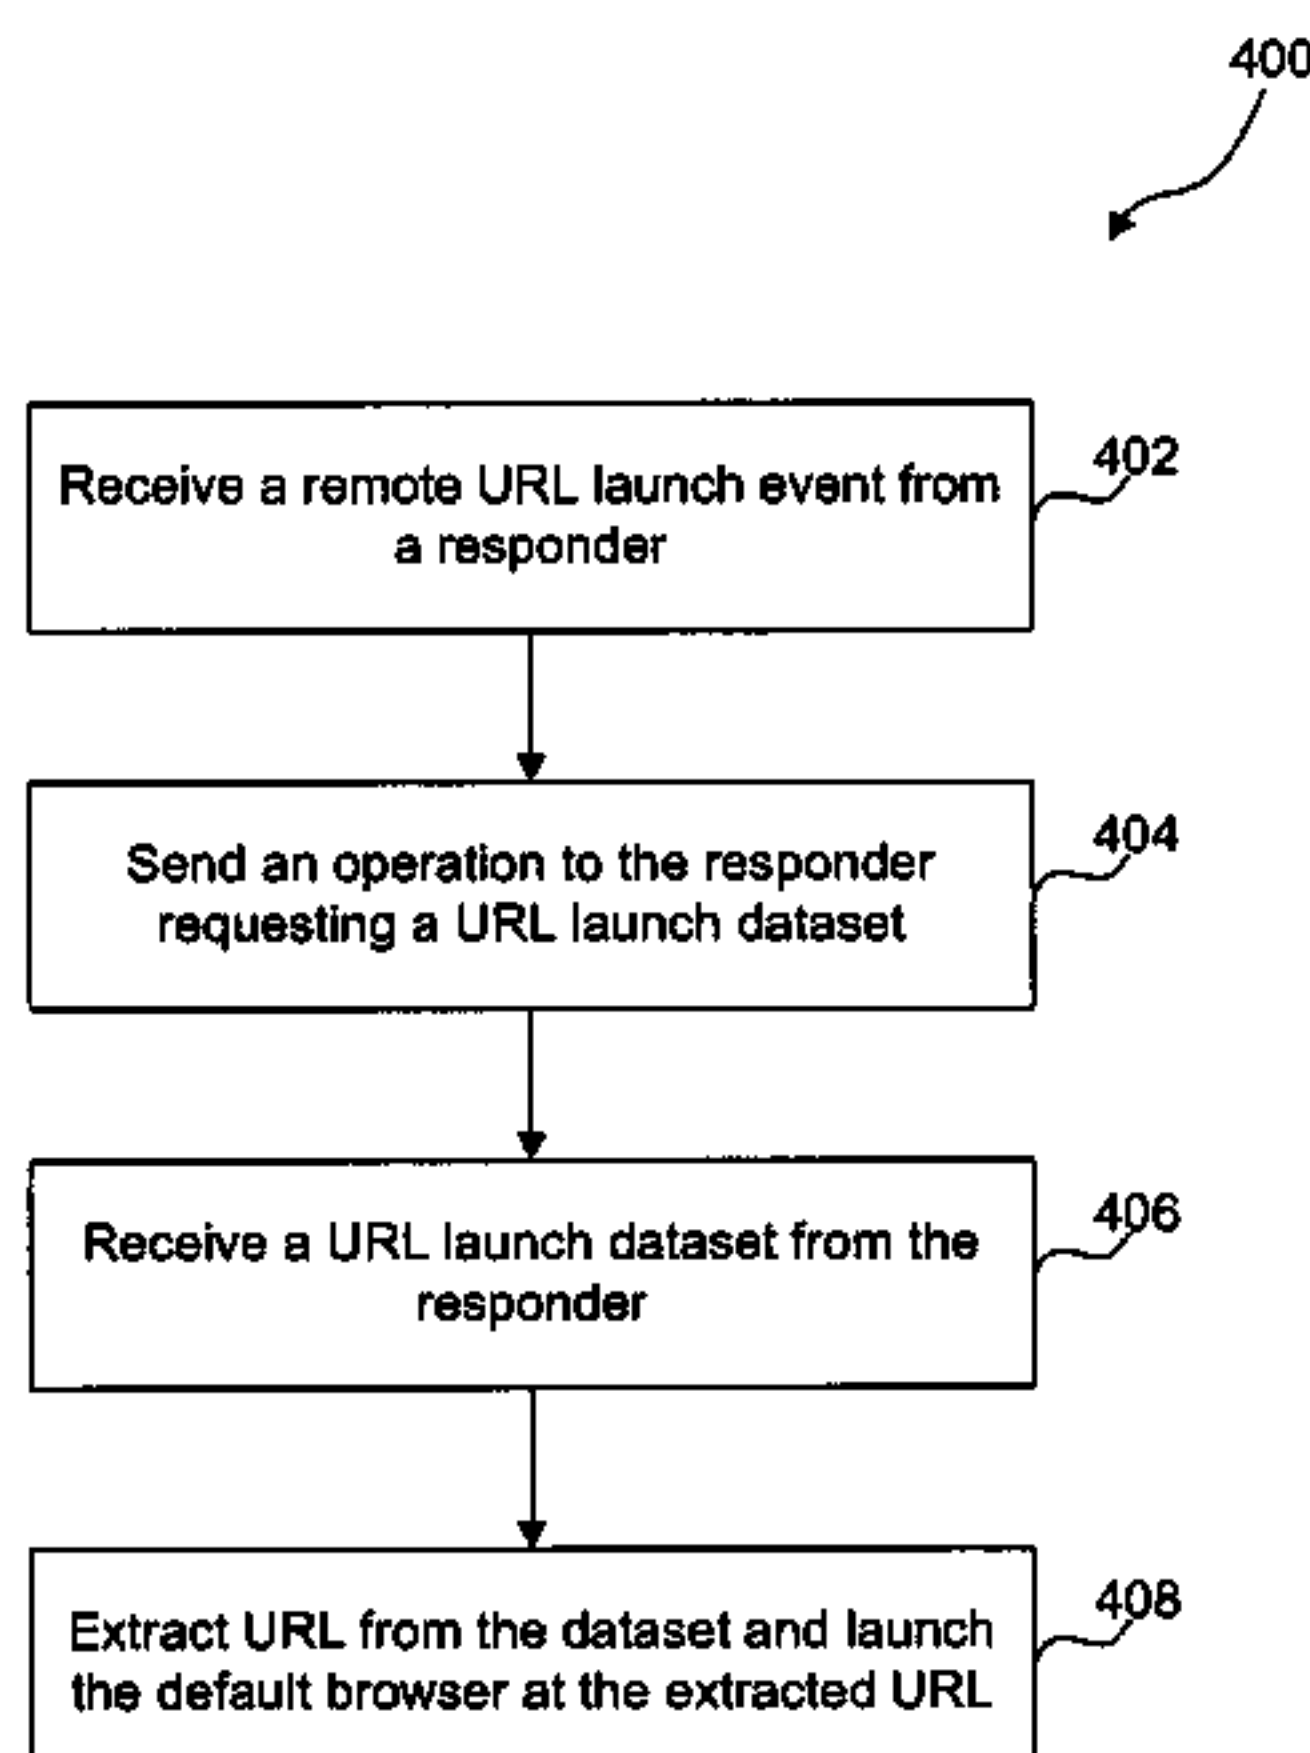 400
Receive a remote URL launch event from
a responder
402
Send an operation to the responder
requesting a URL launch dataset
404
Receive a URL launch dataset from the
responder
406
Extract URL from the dataset and launch
the default browser at the extracted URL
408